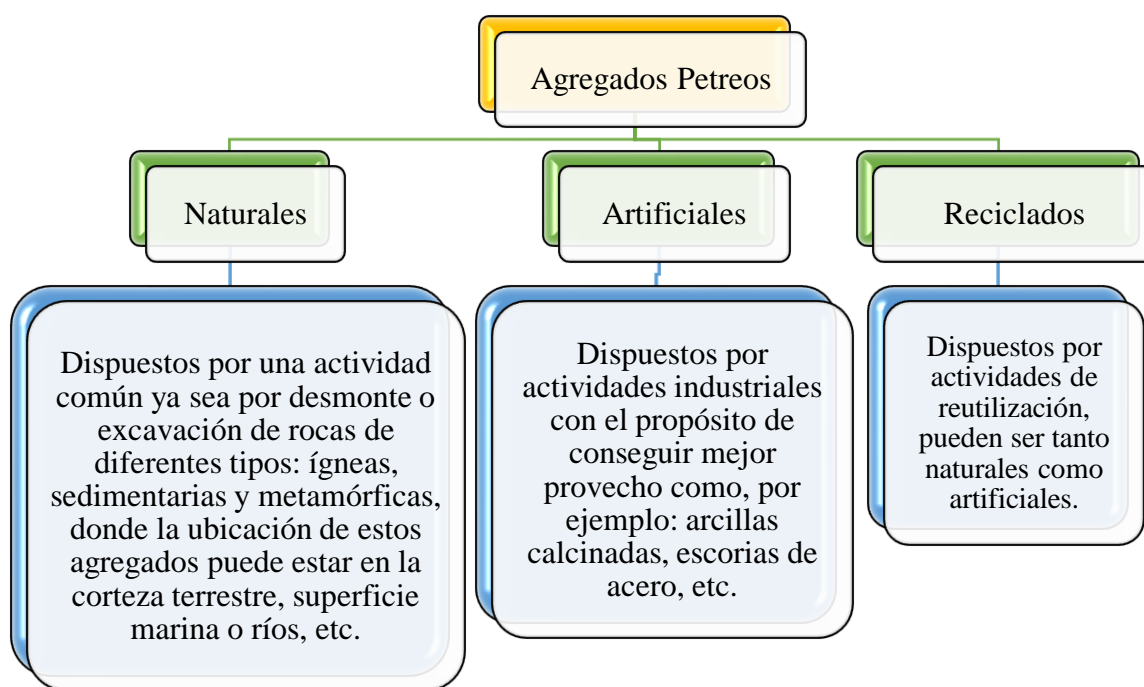 Agregados Petreos
Naturales
Artificiales
Reciclados
Dispuestos por una actividad
común ya sea por desmonte o
excavación de rocas de
diferentes tipos: ígneas,
sedimentarias y metamórficas,
donde la ubicación de estos
agregados puede estar en la
corteza terrestre, superficie
marina o ríos, etc.
Dispuestos por
actividades industriales
con el propósito de
conseguir mejor
provecho como, por
ejemplo: arcillas
calcinadas, escorias de
acero, etc.
Dispuestos por
actividades de
reutilización,
pueden ser tanto
naturales como
artificiales.